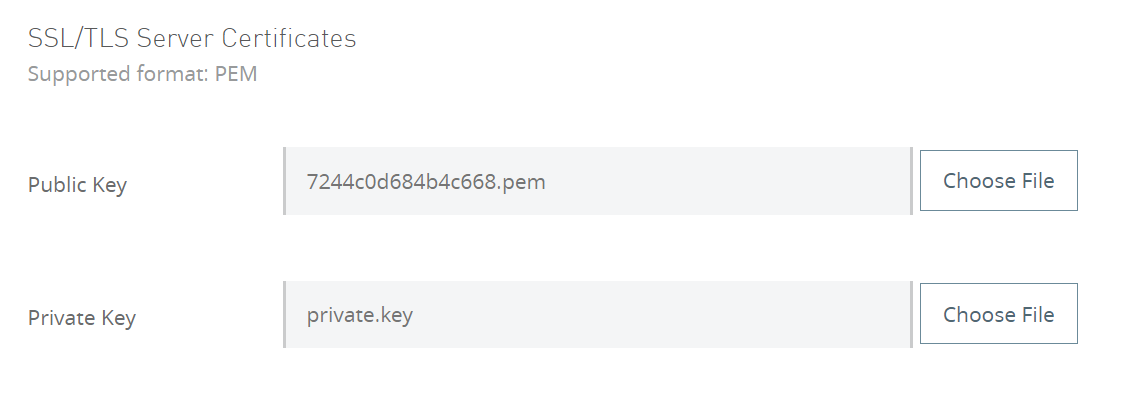 SSL/TLS Server Certificates
Supported format: PEM
Public Key
7244c0d684b4c668.pem
Choose File
Private Key
private.key
Choose File